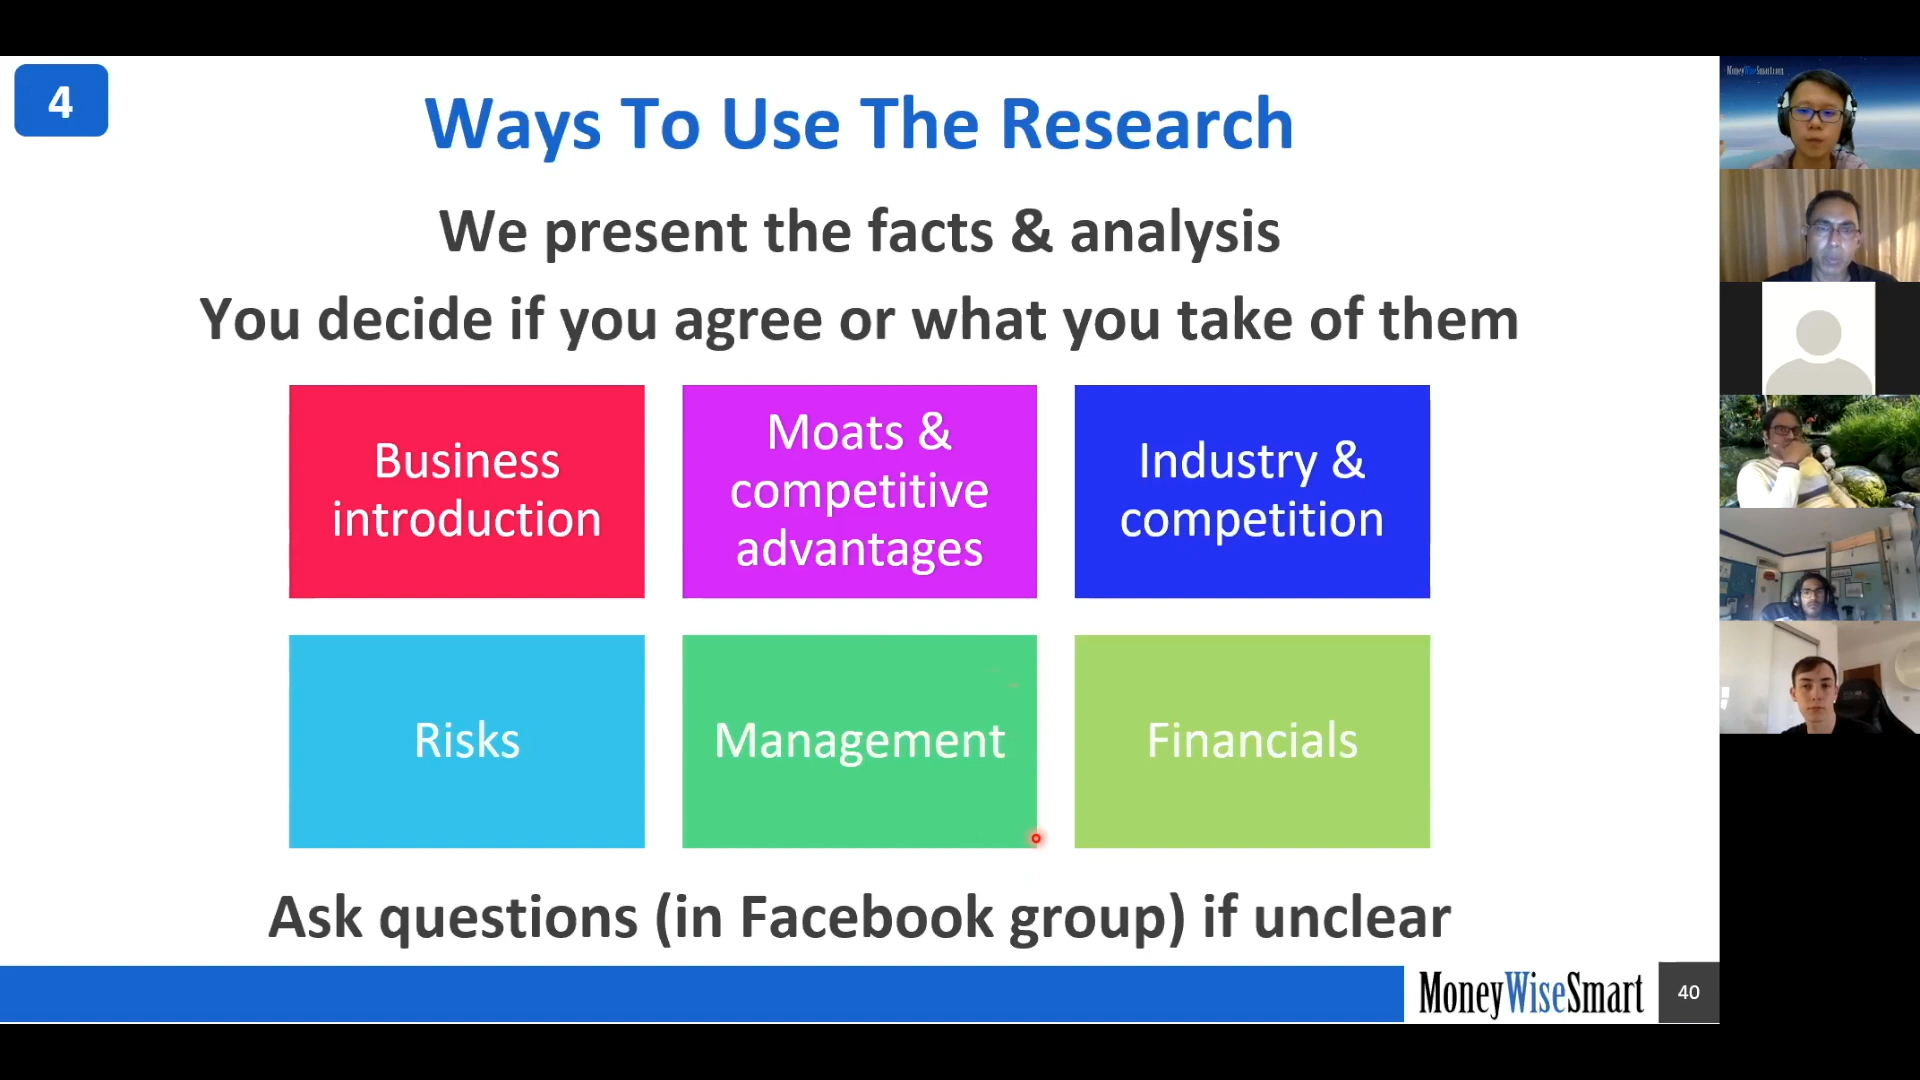 4
Ways To Use The Research
We present the facts & analysis
You decide if you agree or what you take of them
Business
introduction
Moats &
competitive
advantages
Industry &
competition
Risks
Management
Financials
Ask questions (in Facebook group) if unclear
MoneyWiseSmart
40
MoneyWiseSmart.com